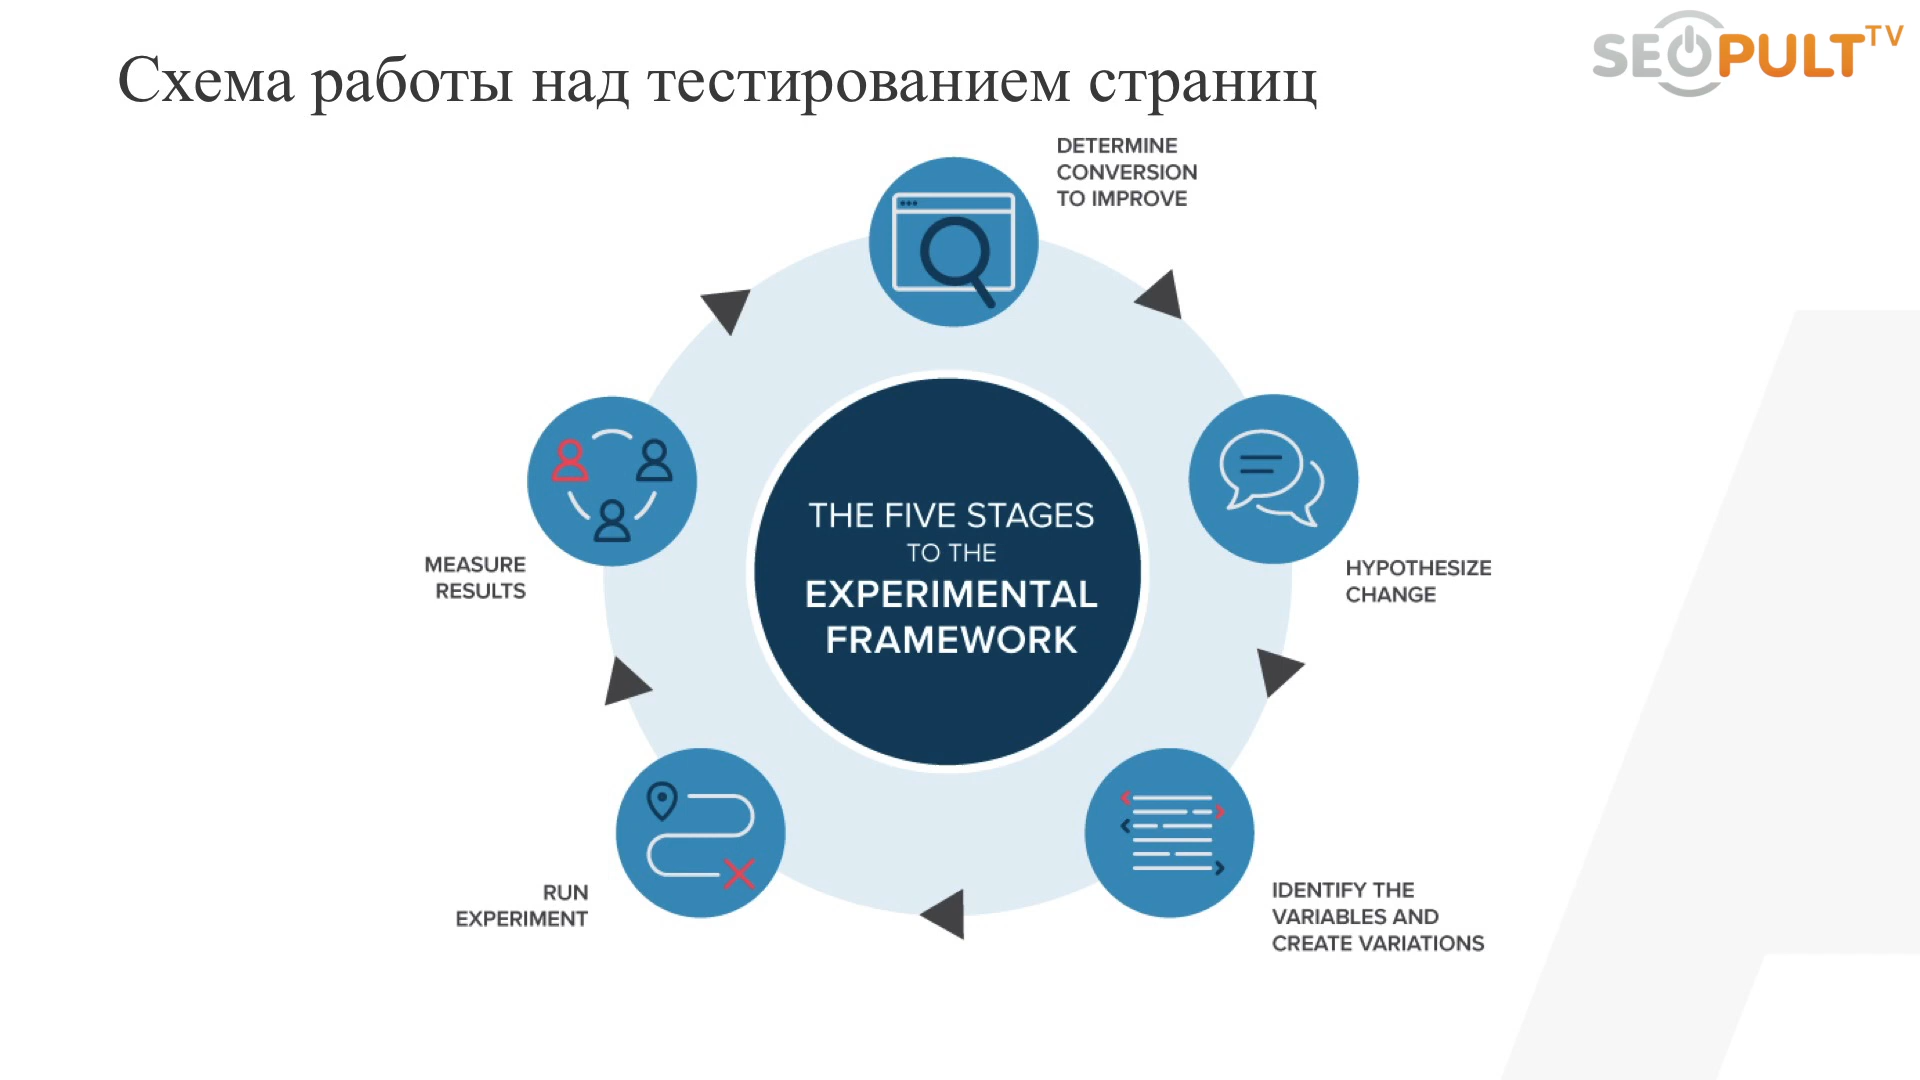 Схема работы над тестированием страниц
SEOPULT TV
DETERMINE
CONVERSION
TO IMPROVE
HYPOTHESIZE
CHANGE
IDENTIFY THE
VARIABLES AND
CREATE VARIATIONS
RUN
EXPERIMENT
MEASURE
RESULTS
THE FIVE STAGES
TO THE
EXPERIMENTAL
FRAMEWORK